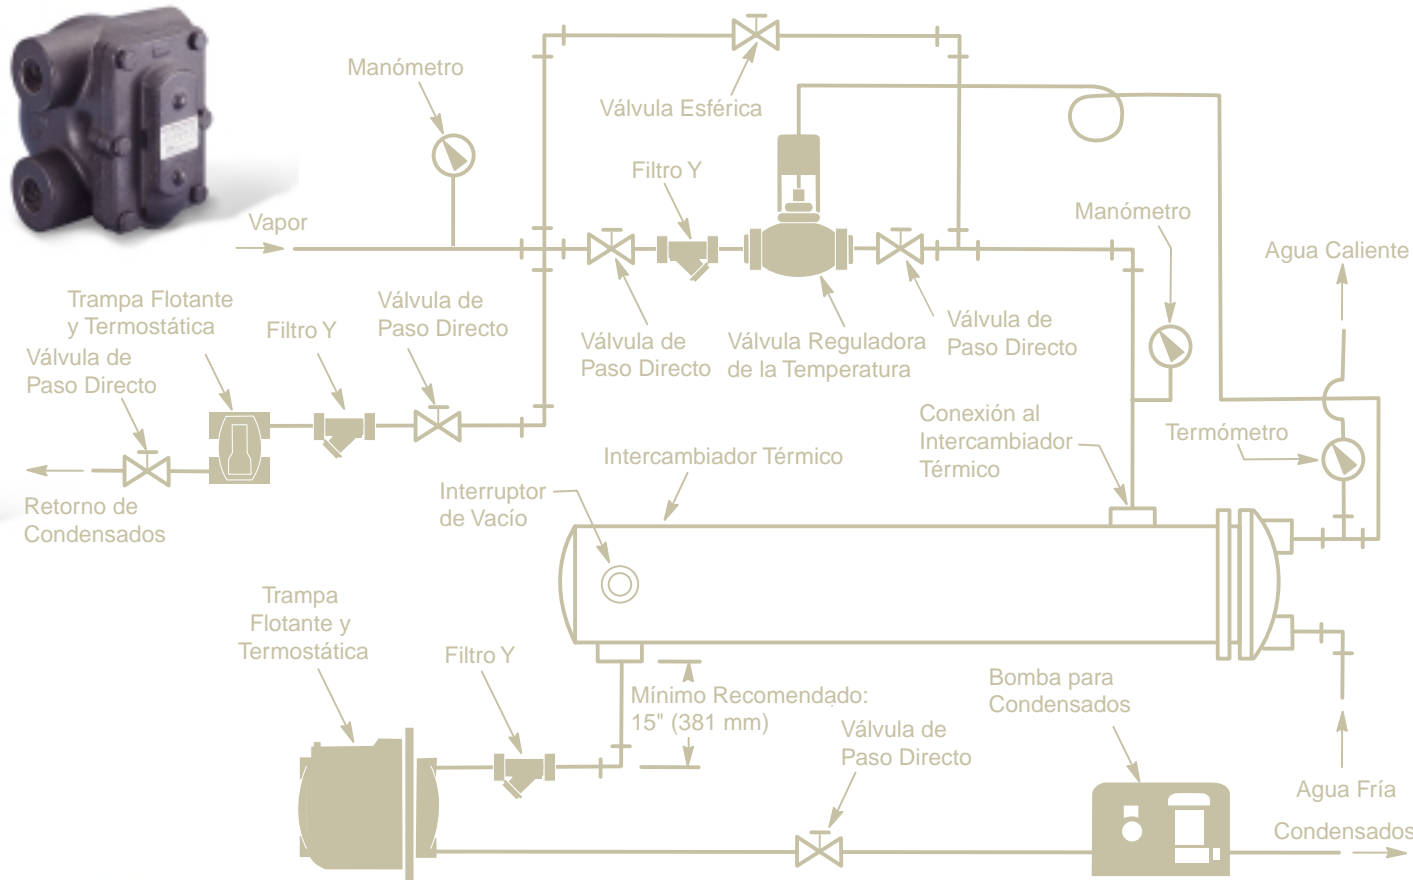 Manómetro
Válvula Esférica
Filtro Y
Vapor
Manómetro
Agua Caliente
Trampa Flotante
y Termostática
Filtro Y
Válvula de
Paso Directo
Válvula de
Paso Directo
Válvula Reguladora
de la Temperatura
Válvula de
Paso Directo
Válvula de
Paso Directo
Conexión al
Intercambiador
Térmico
Termómetro
Intercambiador Térmico
Interruptor
de Vacío
Retorno de
Condensados
Trampa
Flotante y
Termostática
Filtro Y
Mínimo Recomendado:
15" (381 mm)
Bomba para
Condensados
Válvula de
Paso Directo
Agua Fría
Condensados